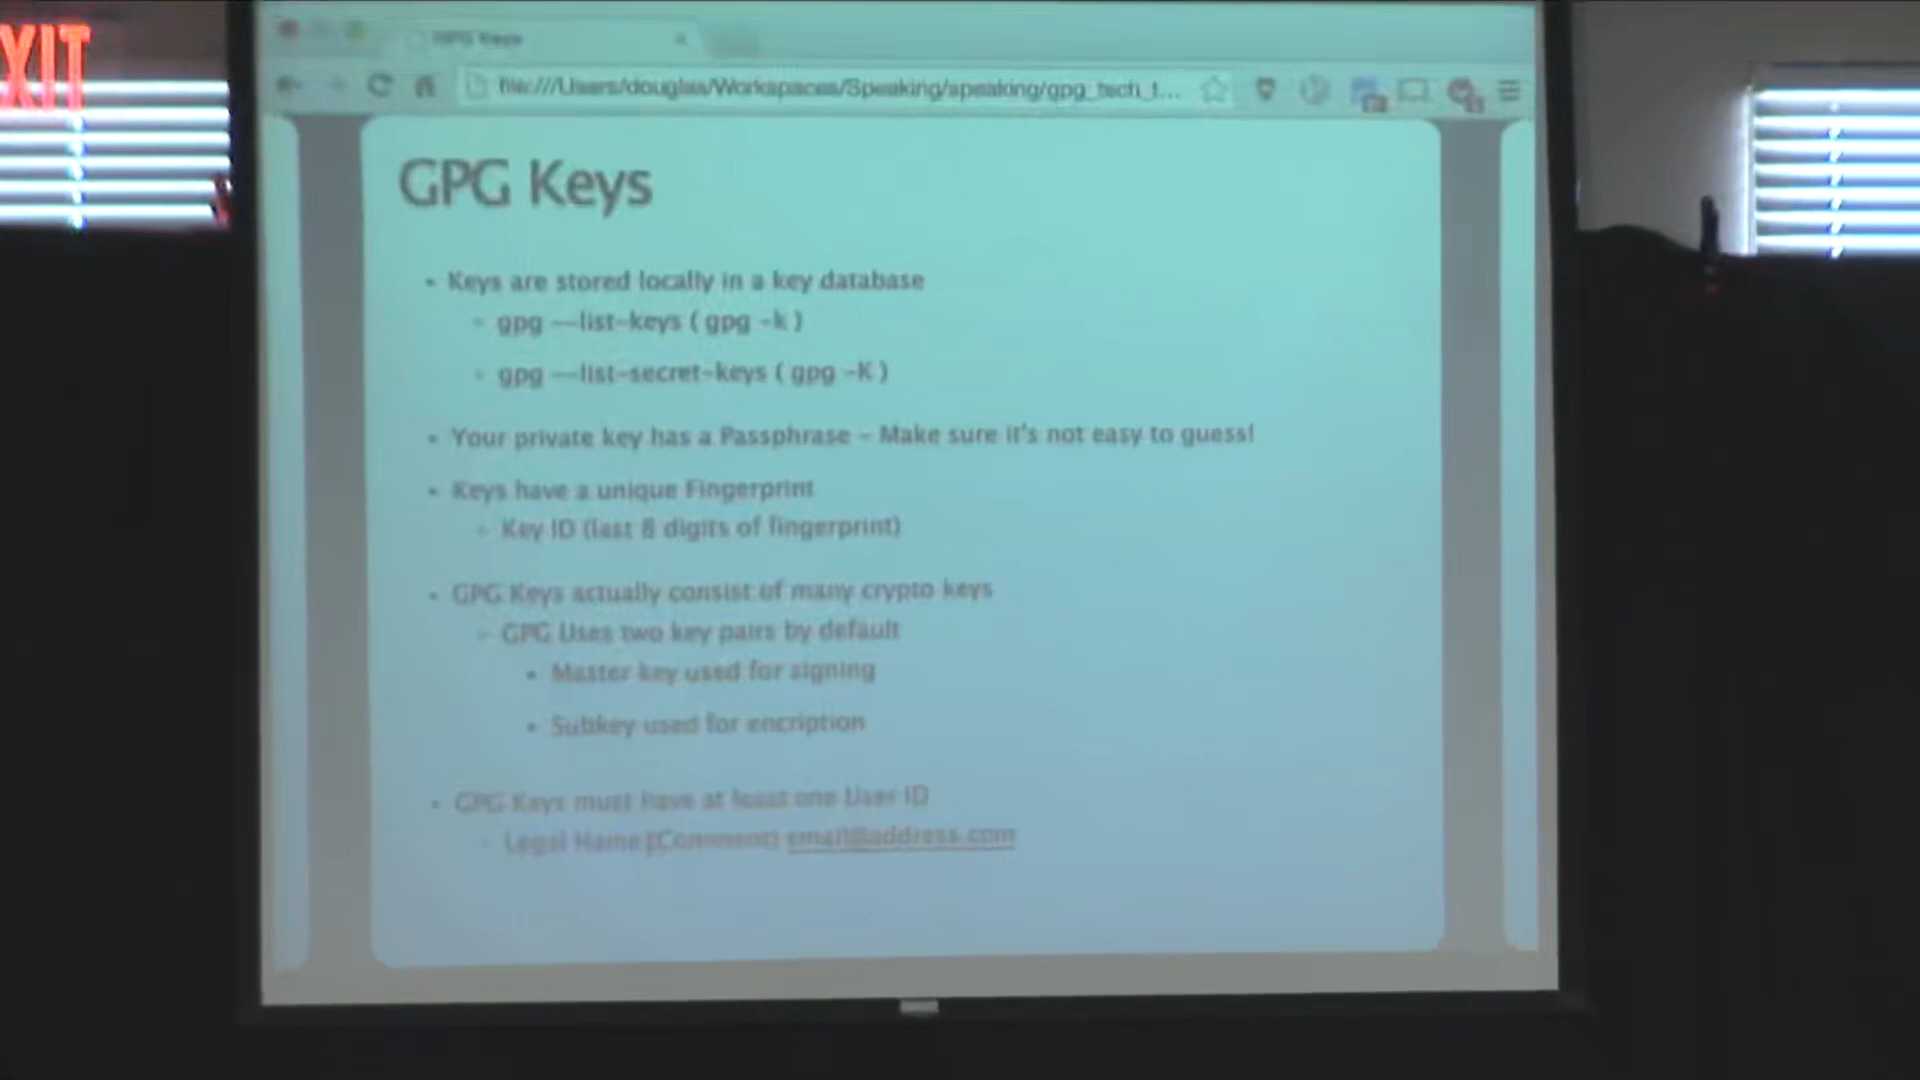 XIT
GPG Keys
file:///Users/douglas/Workspaces/Speaking/speaking/gpg_tech_t...
GPG Keys
• Keys are stored locally in a key database
◦ gpg --list-keys ( gpg -k )
◦ gpg --list-secret-keys ( gpg -K )
• Your private key has a Passphrase - Make sure it's not easy to guess!
• Keys have a unique Fingerprint
◦ Key ID (last 8 digits of fingerprint)
• GPG Keys actually consist of many crypto keys
◦ GPG Uses two key pairs by default
▪ Master key used for signing
▪ Subkey used for encription
• GPG Keys must have at least one User ID
◦ Legal Name (Comment) email@address.com